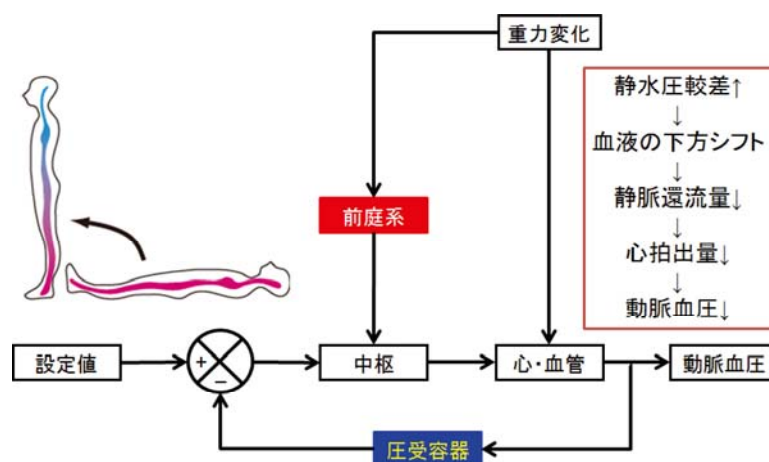 重力変化
静水圧較差↑
↓
血液の下方シフト
↓
静脈還流量↓
↓
心拍出量↓
↓
動脈血圧↓
前庭系
設定値
+
−
中枢
心・血管
動脈血圧
圧受容器